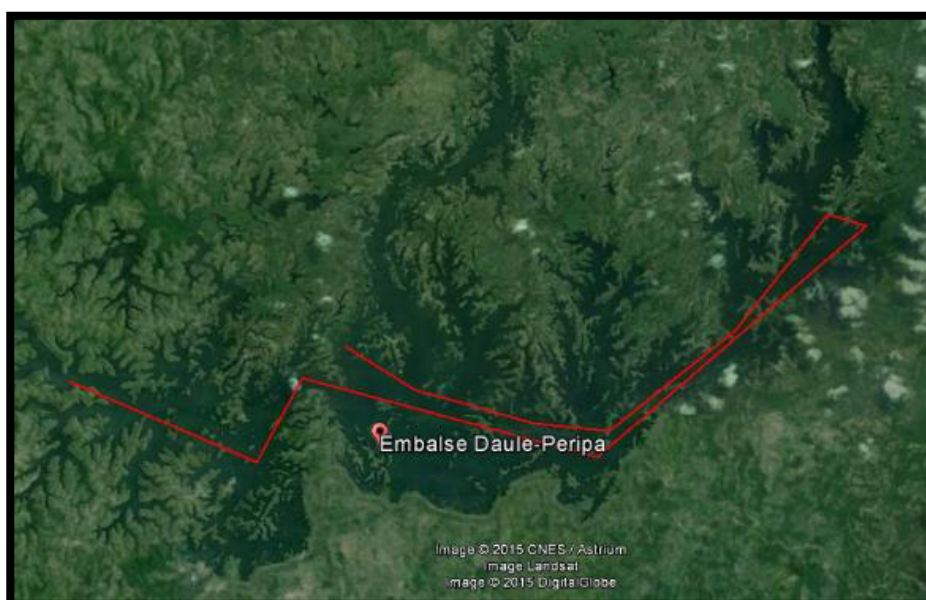 Embalse Daule-Peripa
Image © 2015 CNES / Astrium
Image Landsat
Image © 2015 DigitalGlobe